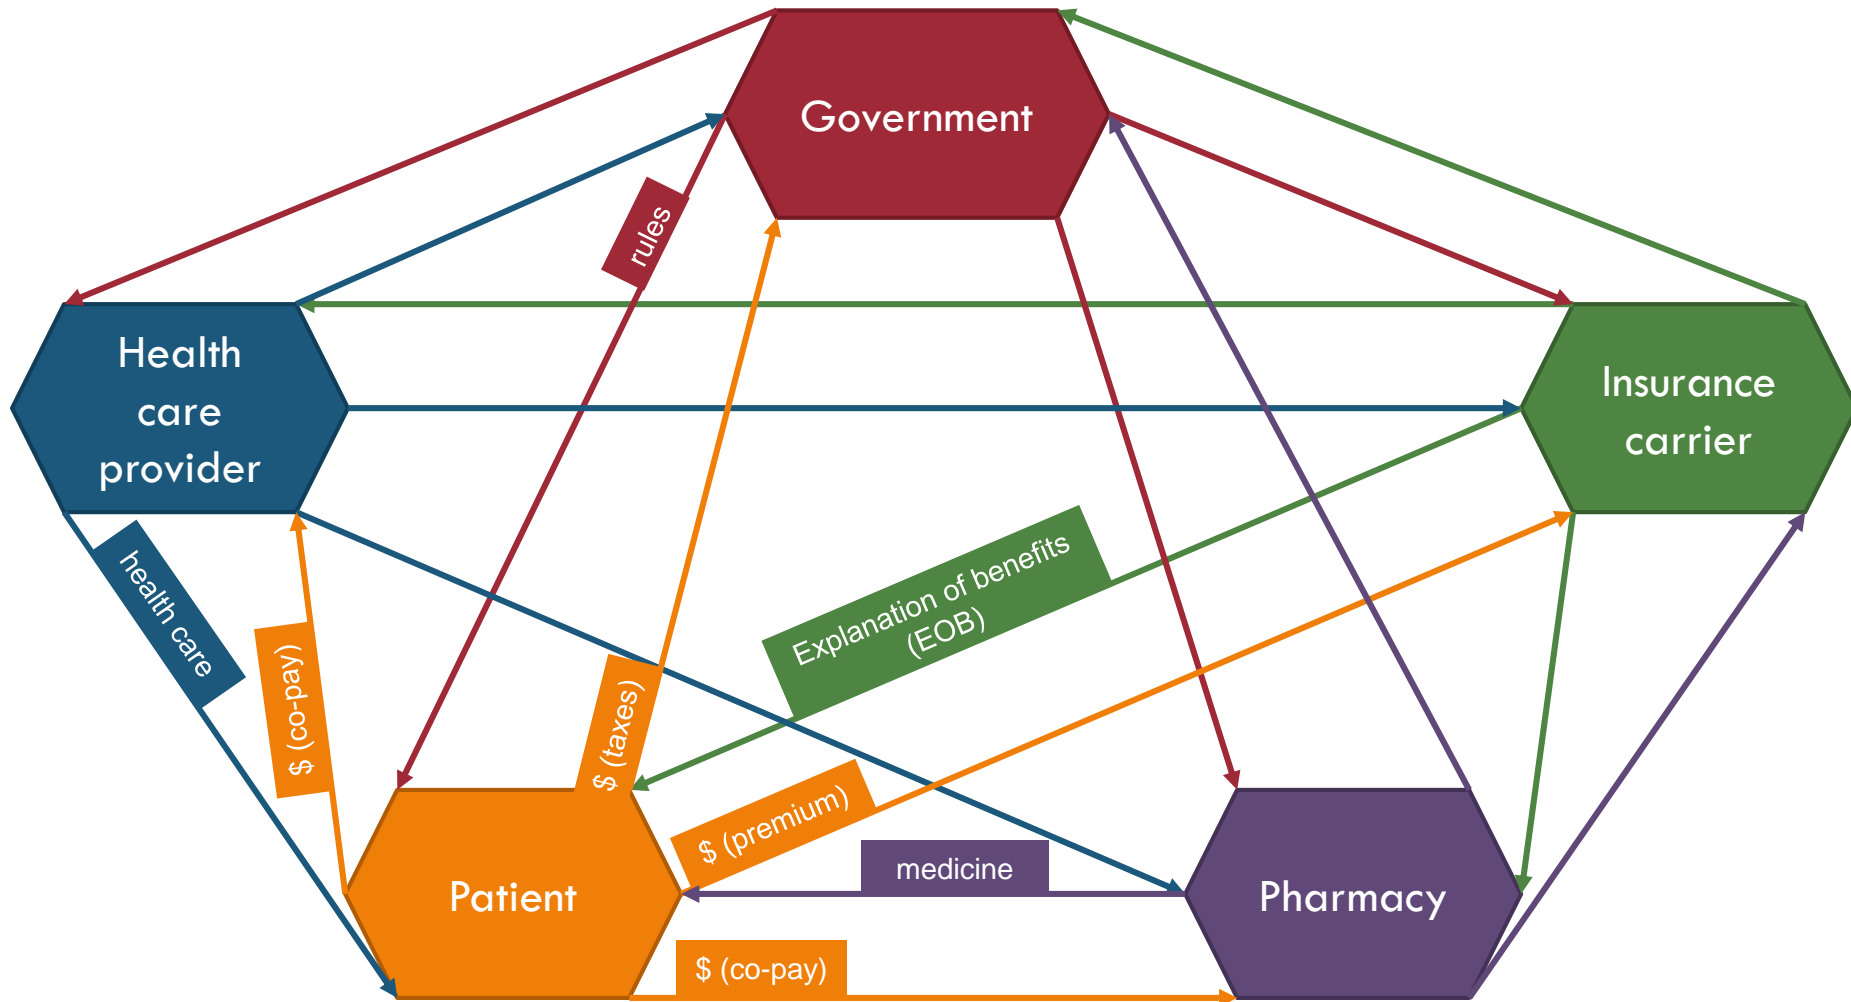 Government
rules
Health
care
provider
Insurance
carrier
health care
$ (co-pay)
$ (taxes)
Explanation of benefits
(EOB)
$ (premium)
medicine
Patient
Pharmacy
$ (co-pay)